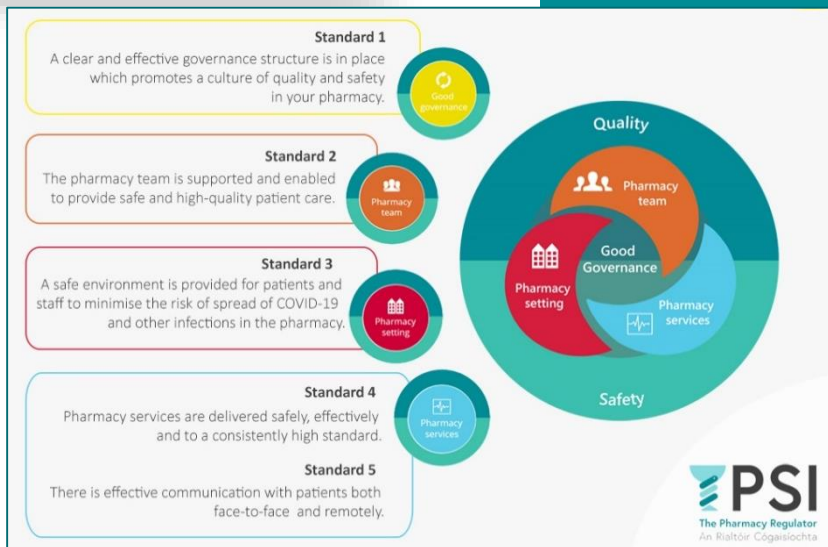 Standard 1
A clear and effective governance structure is in place
which promotes a culture of quality and safety
in your pharmacy.
Good
governance
Standard 2
The pharmacy team is supported and enabled
to provide safe and high-quality patient care.
Pharmacy
team
Standard 3
A safe environment is provided for patients and
staff to minimise the risk of spread of COVID-19
and other infections in the pharmacy.
Pharmacy
setting
Standard 4
Pharmacy services are delivered safely, effectively
and to a consistently high standard.
Pharmacy
services
Standard 5
There is effective communication with patients both
face-to-face and remotely.
Quality
Pharmacy
team
Good
Governance
Pharmacy
setting
Pharmacy
services
Safety
PSI
The Pharmacy Regulator
An Rialtóir Cógaisíochta